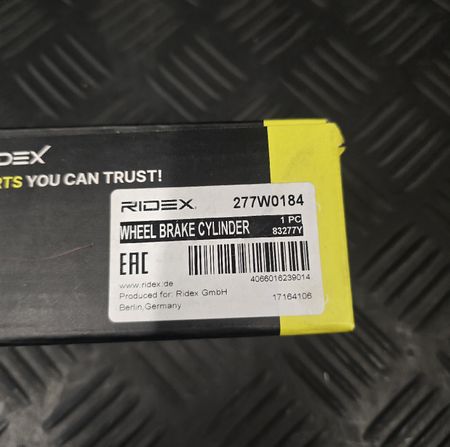 RIDEX
RTS YOU CAN TRUST!
RIDEX 277W0184
WHEEL BRAKE CYLINDER 1 PC
83277Y
EAC
4066016239014
www.ridex.de
Produced for: Ridex GmbH 17164106
Berlin,Germany